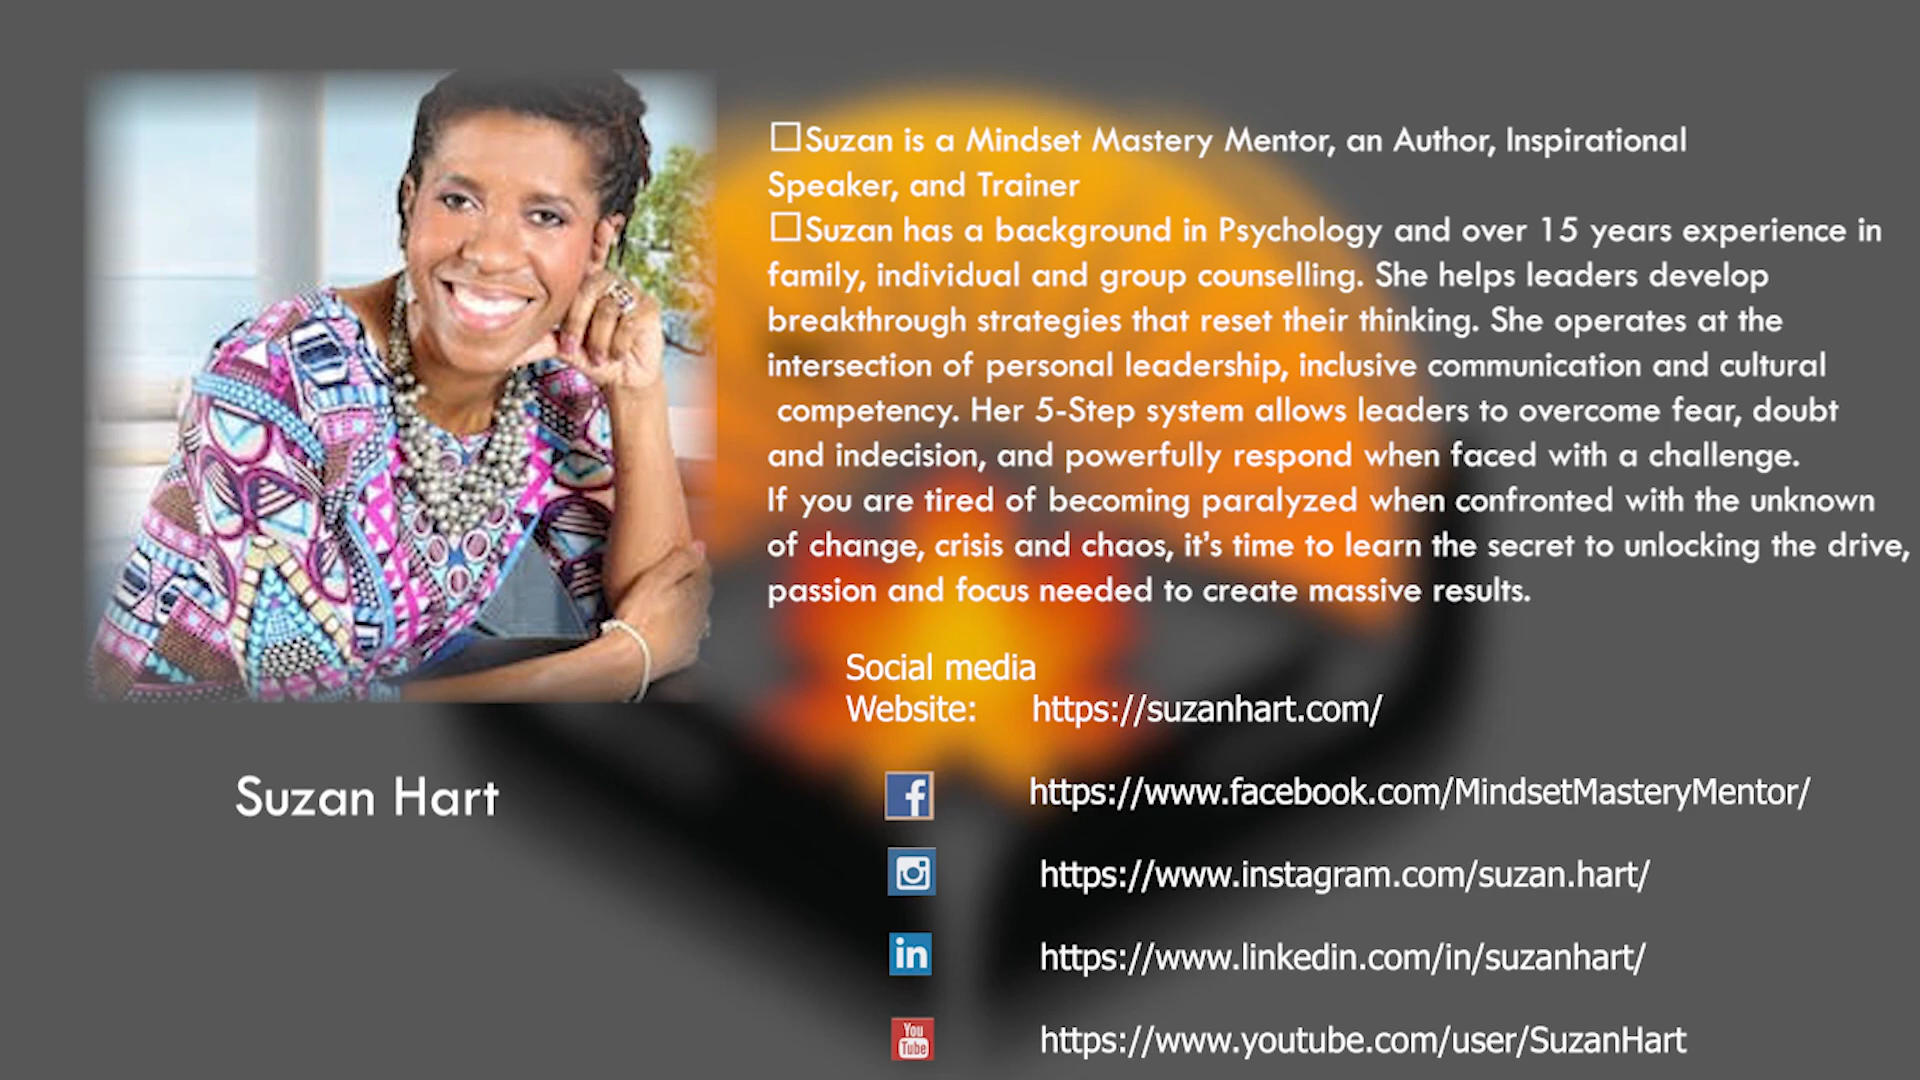 ☐Suzan is a Mindset Mastery Mentor, an Author, Inspirational
Speaker, and Trainer
☐Suzan has a background in Psychology and over 15 years experience in
family, individual and group counselling. She helps leaders develop
breakthrough strategies that reset their thinking. She operates at the
intersection of personal leadership, inclusive communication and cultural
competency. Her 5-Step system allows leaders to overcome fear, doubt
and indecision, and powerfully respond when faced with a challenge.
If you are tired of becoming paralyzed when confronted with the unknown
of change, crisis and chaos, it's time to learn the secret to unlocking the drive,
passion and focus needed to create massive results.
Social media
Website: https://suzanhart.com/
Suzan Hart
f https://www.facebook.com/MindsetMasteryMentor/
https://www.instagram.com/suzan.hart/
in https://www.linkedin.com/in/suzanhart/
You
Tube https://www.youtube.com/user/SuzanHart